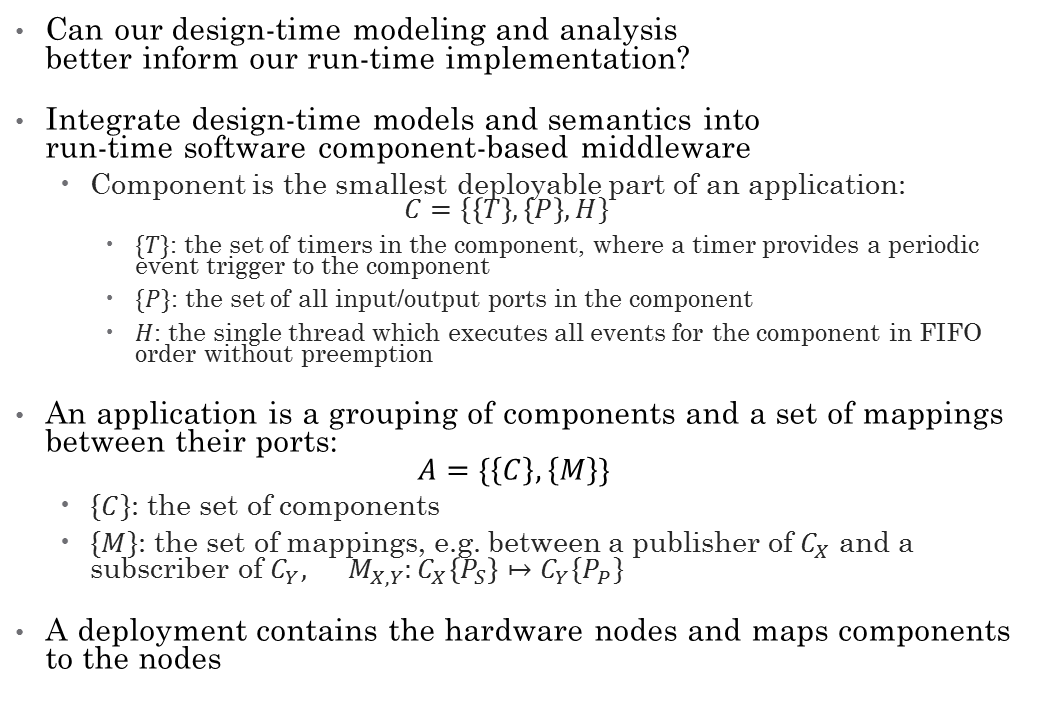 • Can our design-time modeling and analysis
better inform our run-time implementation?
• Integrate design-time models and semantics into
run-time software component-based middleware
• Component is the smallest deployable part of an application:
C = {{T}, {P}, H}
• {T}: the set of timers in the component, where a timer provides a periodic
event trigger to the component
• {P}: the set of all input/output ports in the component
• H: the single thread which executes all events for the component in FIFO
order without preemption
• An application is a grouping of components and a set of mappings
between their ports:
A = {{C}, {M}}
• {C}: the set of components
• {M}: the set of mappings, e.g. between a publisher of C_X and a
subscriber of C_Y, M_{X,Y}: C_X{P_S} ↦ C_Y{P_P}
• A deployment contains the hardware nodes and maps components
to the nodes